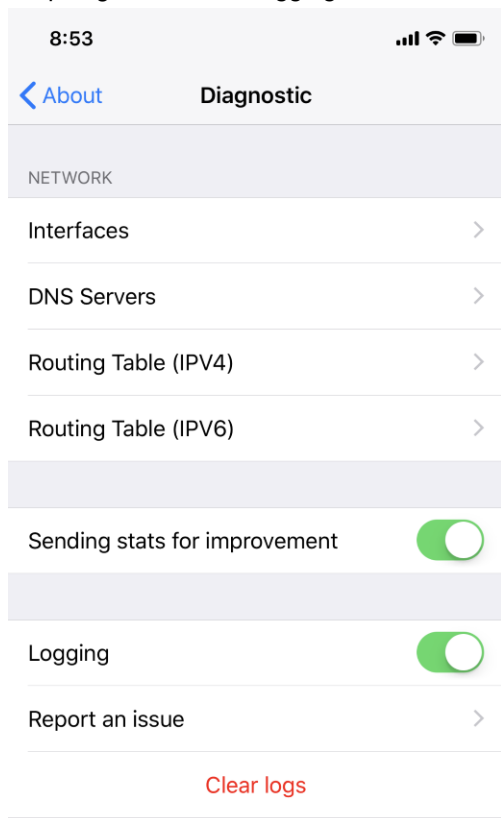 8:53
About
Diagnostic
NETWORK
Interfaces
DNS Servers
Routing Table (IPV4)
Routing Table (IPV6)
Sending stats for improvement
Logging
Report an issue
Clear logs